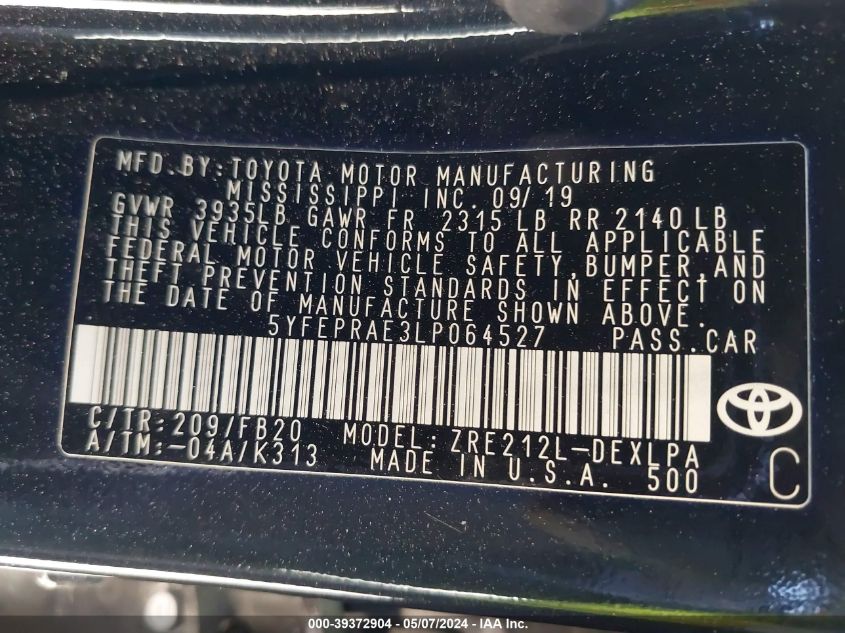 MFD.BY:TOYOTA MOTOR MANUFACTURING
MISSISSIPPI INC. 09/19
GVWR 3935LB GAWR FR 2315 LB RR 2140 LB
THIS VEHICLE CONFORMS TO ALL APPLICABLE
FEDERAL MOTOR VEHICLE SAFETY,BUMPER,AND
THEFT PREVENTION STANDARDS IN EFFECT ON
THE DATE OF MANUFACTURE SHOWN ABOVE.
5YFEPRAE3LP064527 PASS.CAR
C/TR:209/FB20 MODEL:ZRE212L-DEXLPA
A/TM:-04A/K313 MADE IN U.S.A. 500
C
000-39372904 / 05/07/2024 - Copyright IAA, Inc.